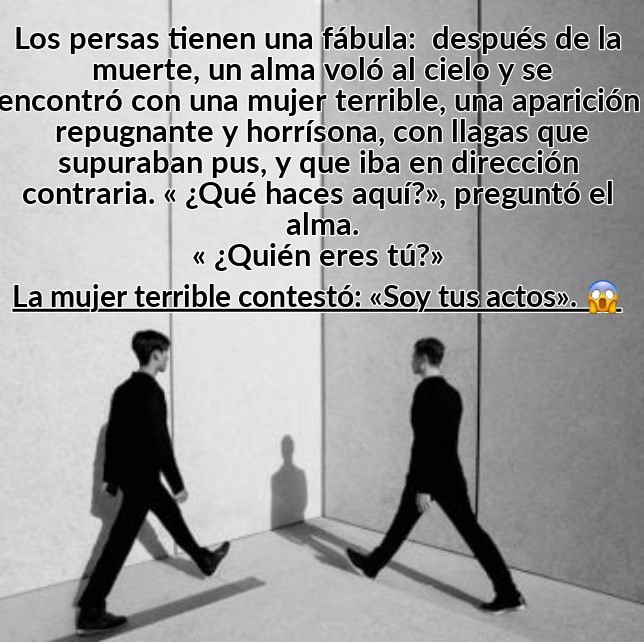 Los persas tienen una fábula:  después de la
muerte, un alma voló al cielo y se
encontró con una mujer terrible, una aparición
repugnante y horrísona, con llagas que
supuraban pus, y que iba en dirección
contraria. « ¿Qué haces aquí?», preguntó el
alma.
« ¿Quién eres tú?»
La mujer terrible contestó: «Soy tus actos». 😱